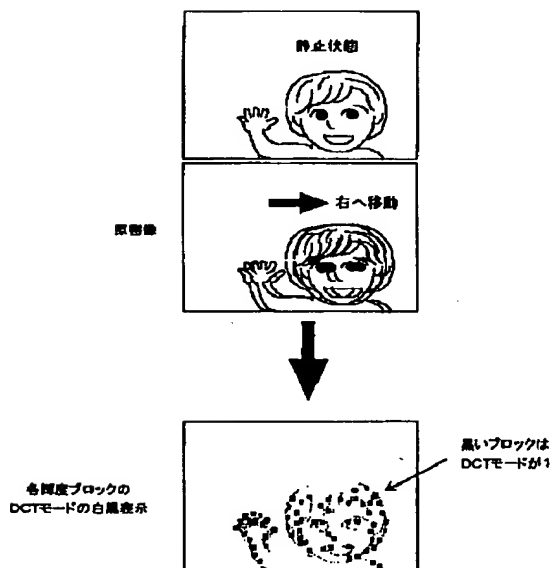 静止状態
右へ移動
原画像
黒いブロックは
DCTモードが1
各輝度ブロックの
DCTモードの白黒表示